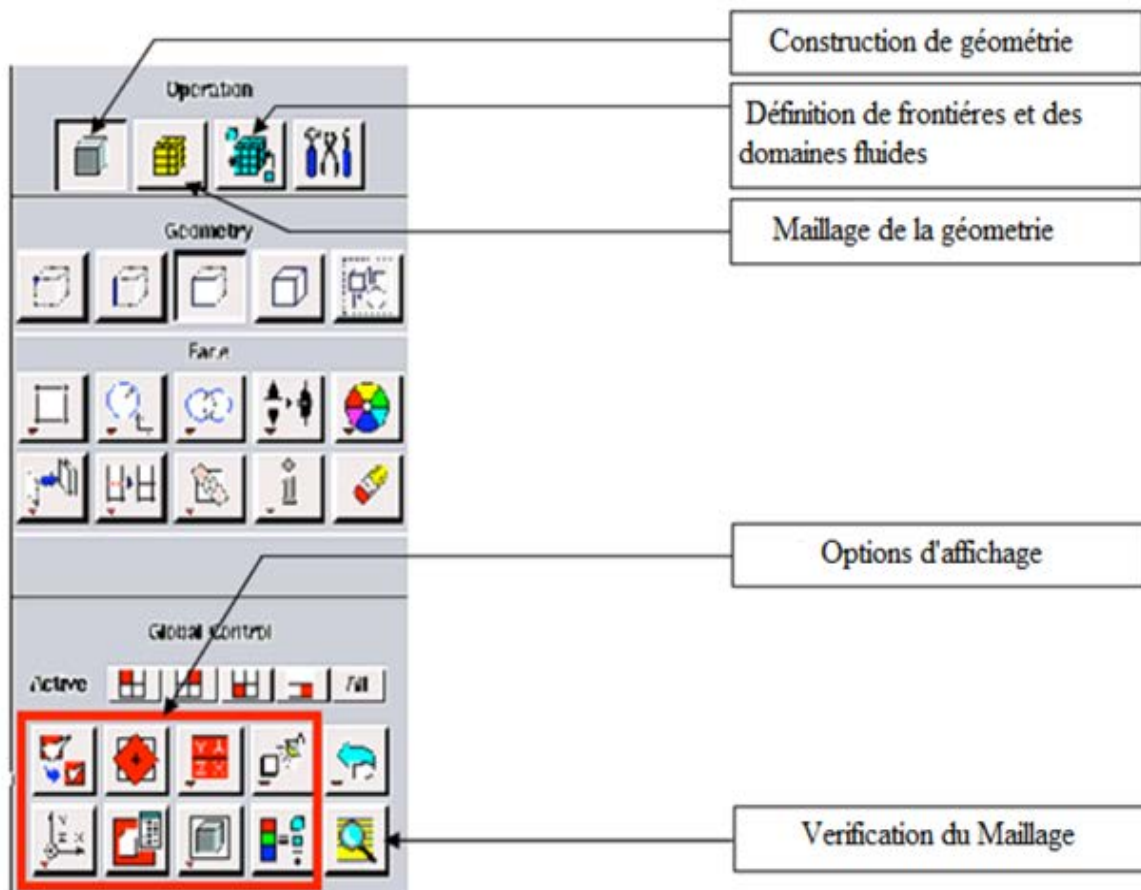 Construction de géométrie
Operation
Définition de frontiéres et des
domaines fluides
Maillage de la géometrie
Geometry
Face
Options d'affichage
Global Control
Active
All
Verification du Maillage